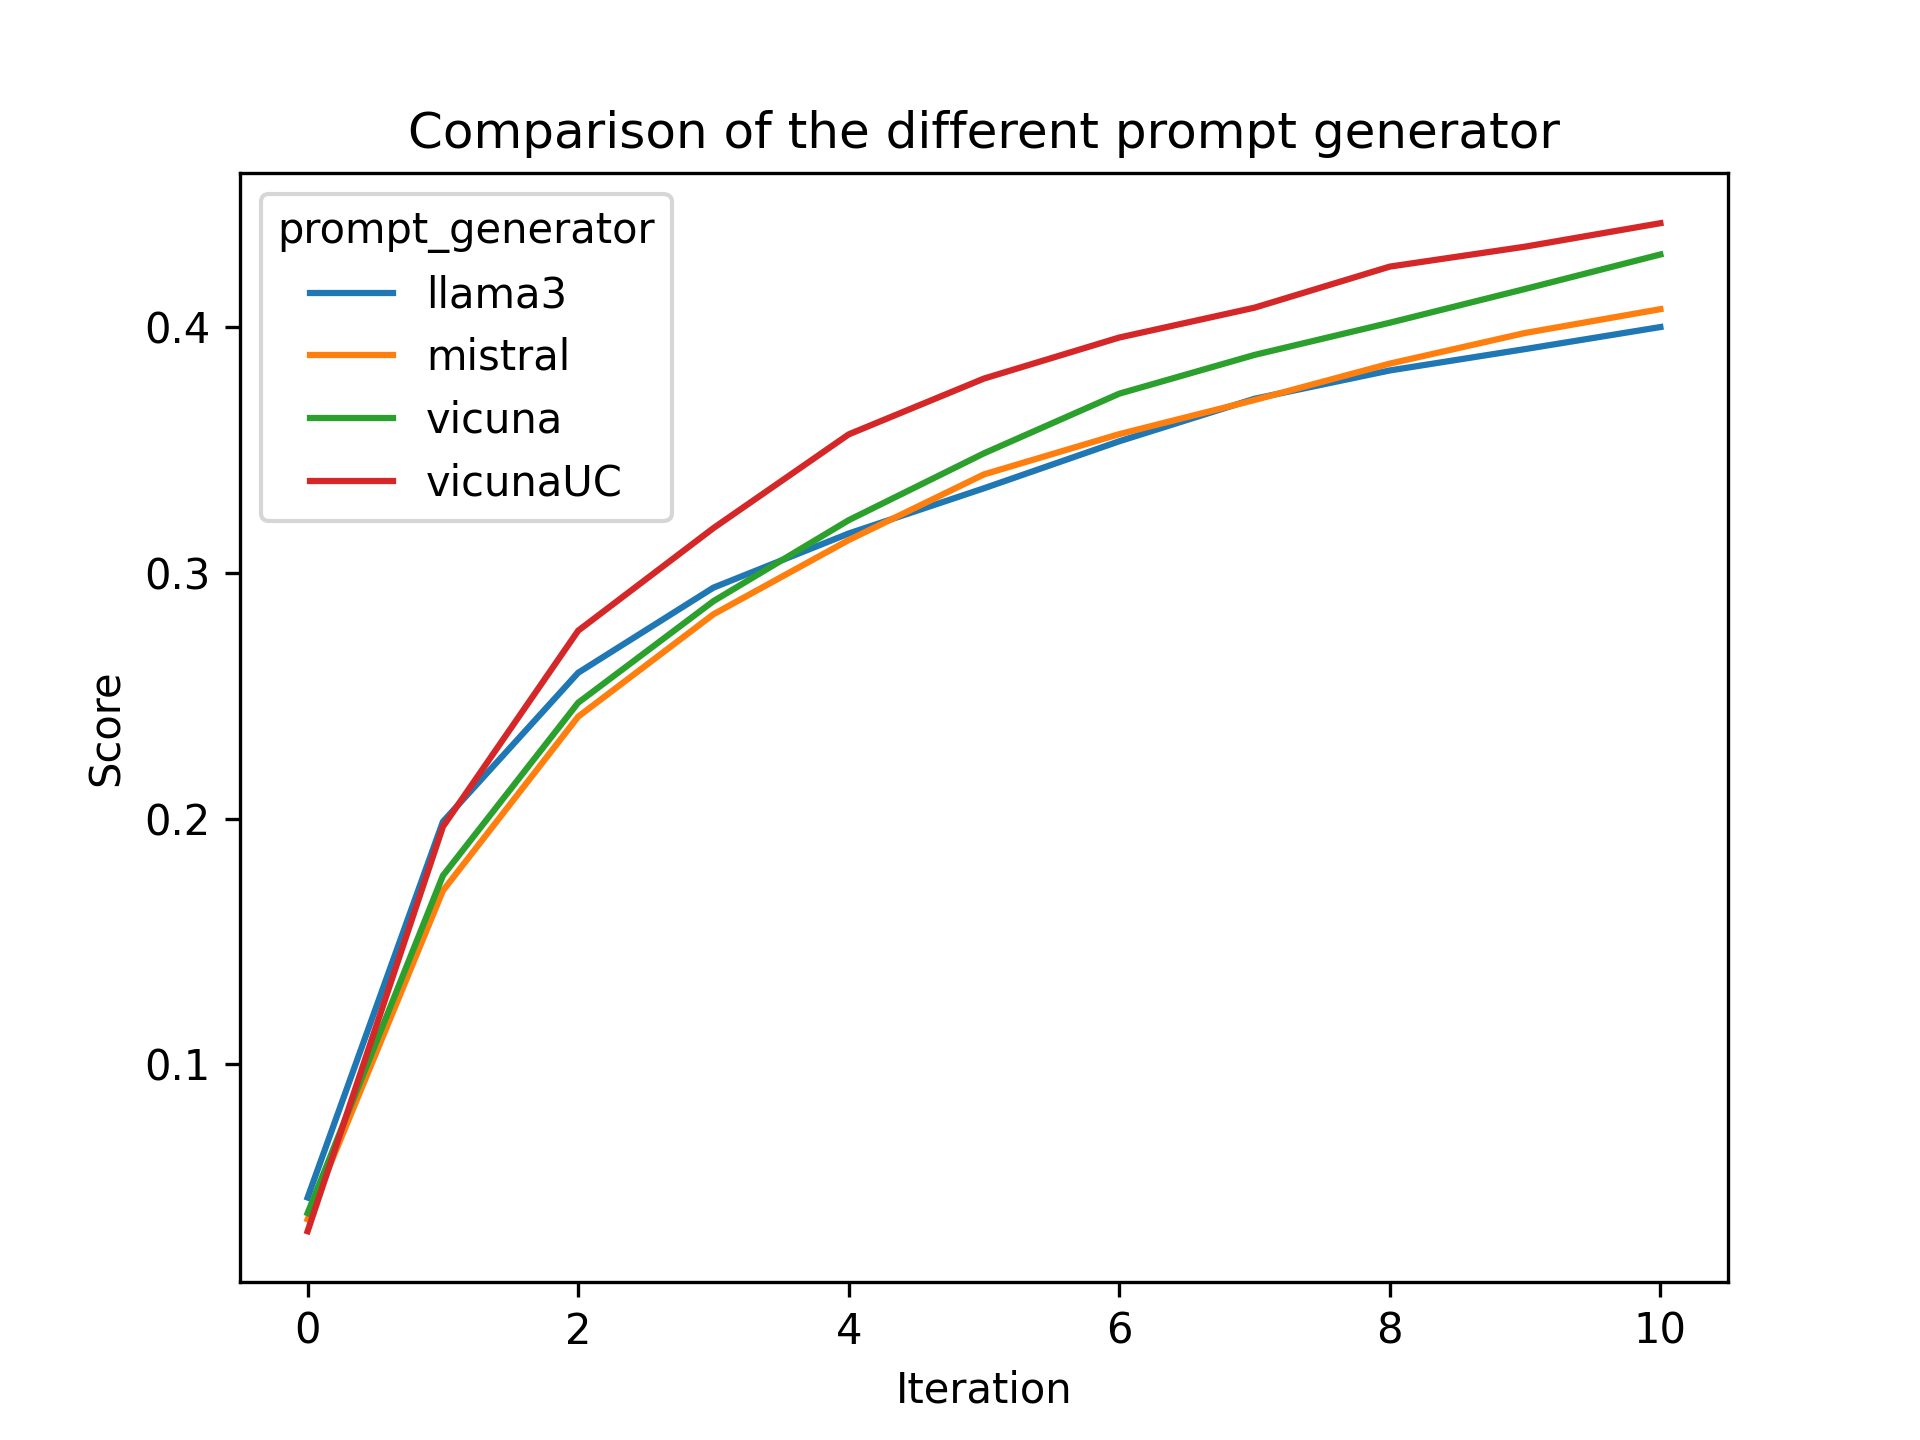 Comparison of the different prompt generator
prompt_generator
llama3
mistral
vicuna
vicunaUC
Score
0.4
0.3
0.2
0.1
0 2 4 6 8 10
Iteration